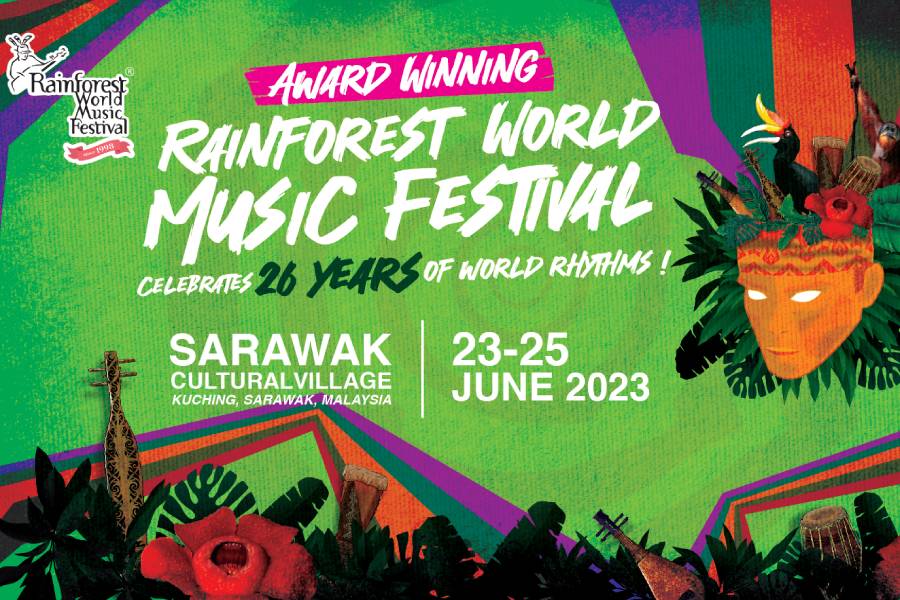 Rainforest
World
Music
Festival
®
since 1998
AWARD WINNING
RAINFOREST WORLD
MUSIC FESTIVAL
CELEBRATES 26 YEARS OF WORLD RHYTHMS !
SARAWAK
CULTURALVILLAGE
KUCHING, SARAWAK, MALAYSIA
23-25
JUNE 2023